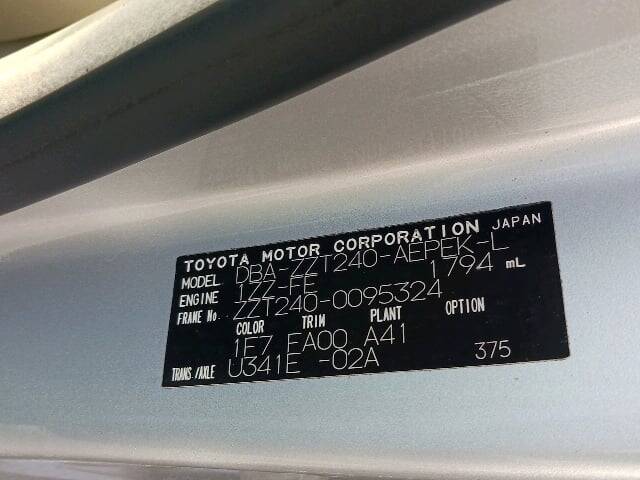 TOYOTA MOTOR CORPORATION JAPAN
MODEL DBA-ZZT240-AEPEK-L
ENGINE 1ZZ-FE 1794 mL
FRAME No. ZZT240-0095324
COLOR TRIM PLANT OPTION
1E7 FA00 A41
TRANS./AXLE U341E -02A 375